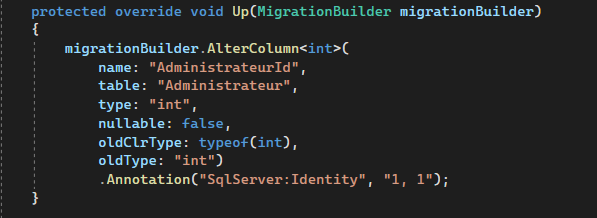 protected override void Up(MigrationBuilder migrationBuilder)
{
migrationBuilder.AlterColumn<int>(
name: "AdministrateurId",
table: "Administrateur",
type: "int",
nullable: false,
oldClrType: typeof(int),
oldType: "int")
.Annotation("SqlServer:Identity", "1, 1");
}